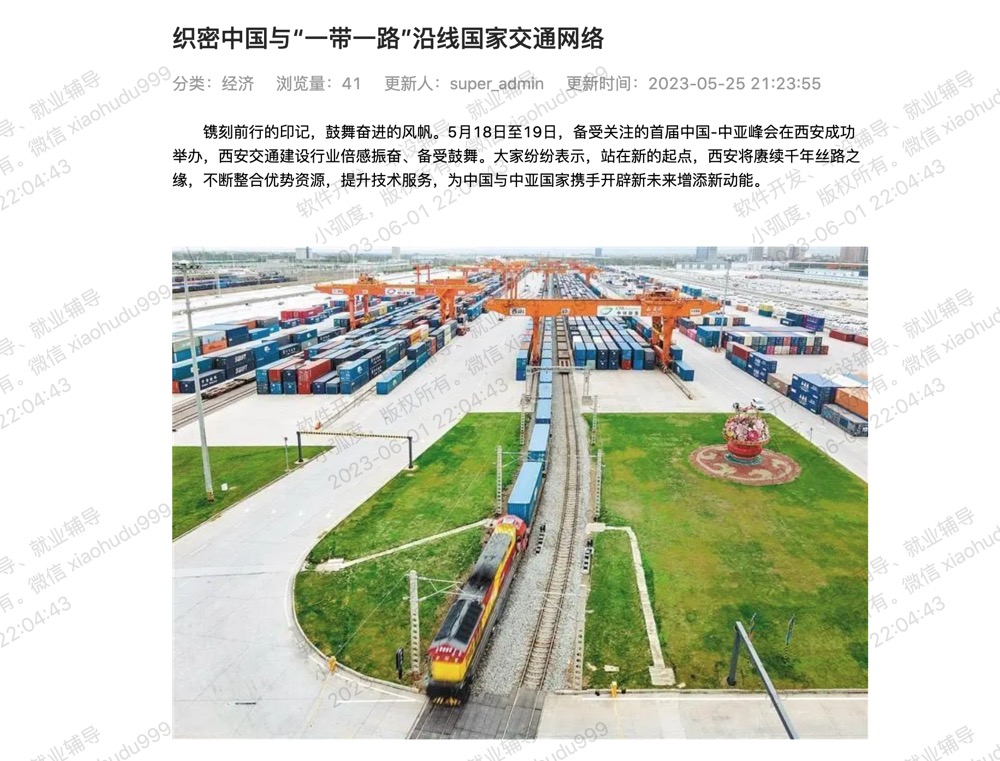 织密中国与“一带一路”沿线国家交通网络
分类：经济 浏览量：41 更新人：super_admin 更新时间：2023-05-25 21:23:55
镌刻前行的印记，鼓舞奋进的风帆。5月18日至19日，备受关注的首届中国-中亚峰会在西安成功
举办，西安交通建设行业倍感振奋、备受鼓舞。大家纷纷表示，站在新的起点，西安将赓续千年丝路之
缘，不断整合优势资源，提升技术服务，为中国与中亚国家携手开辟新未来增添新动能。
软件开发、建设辅导、就业辅导
小弧度，版权所有。微信 xiaohudu999
2023-06-01 22:04:43